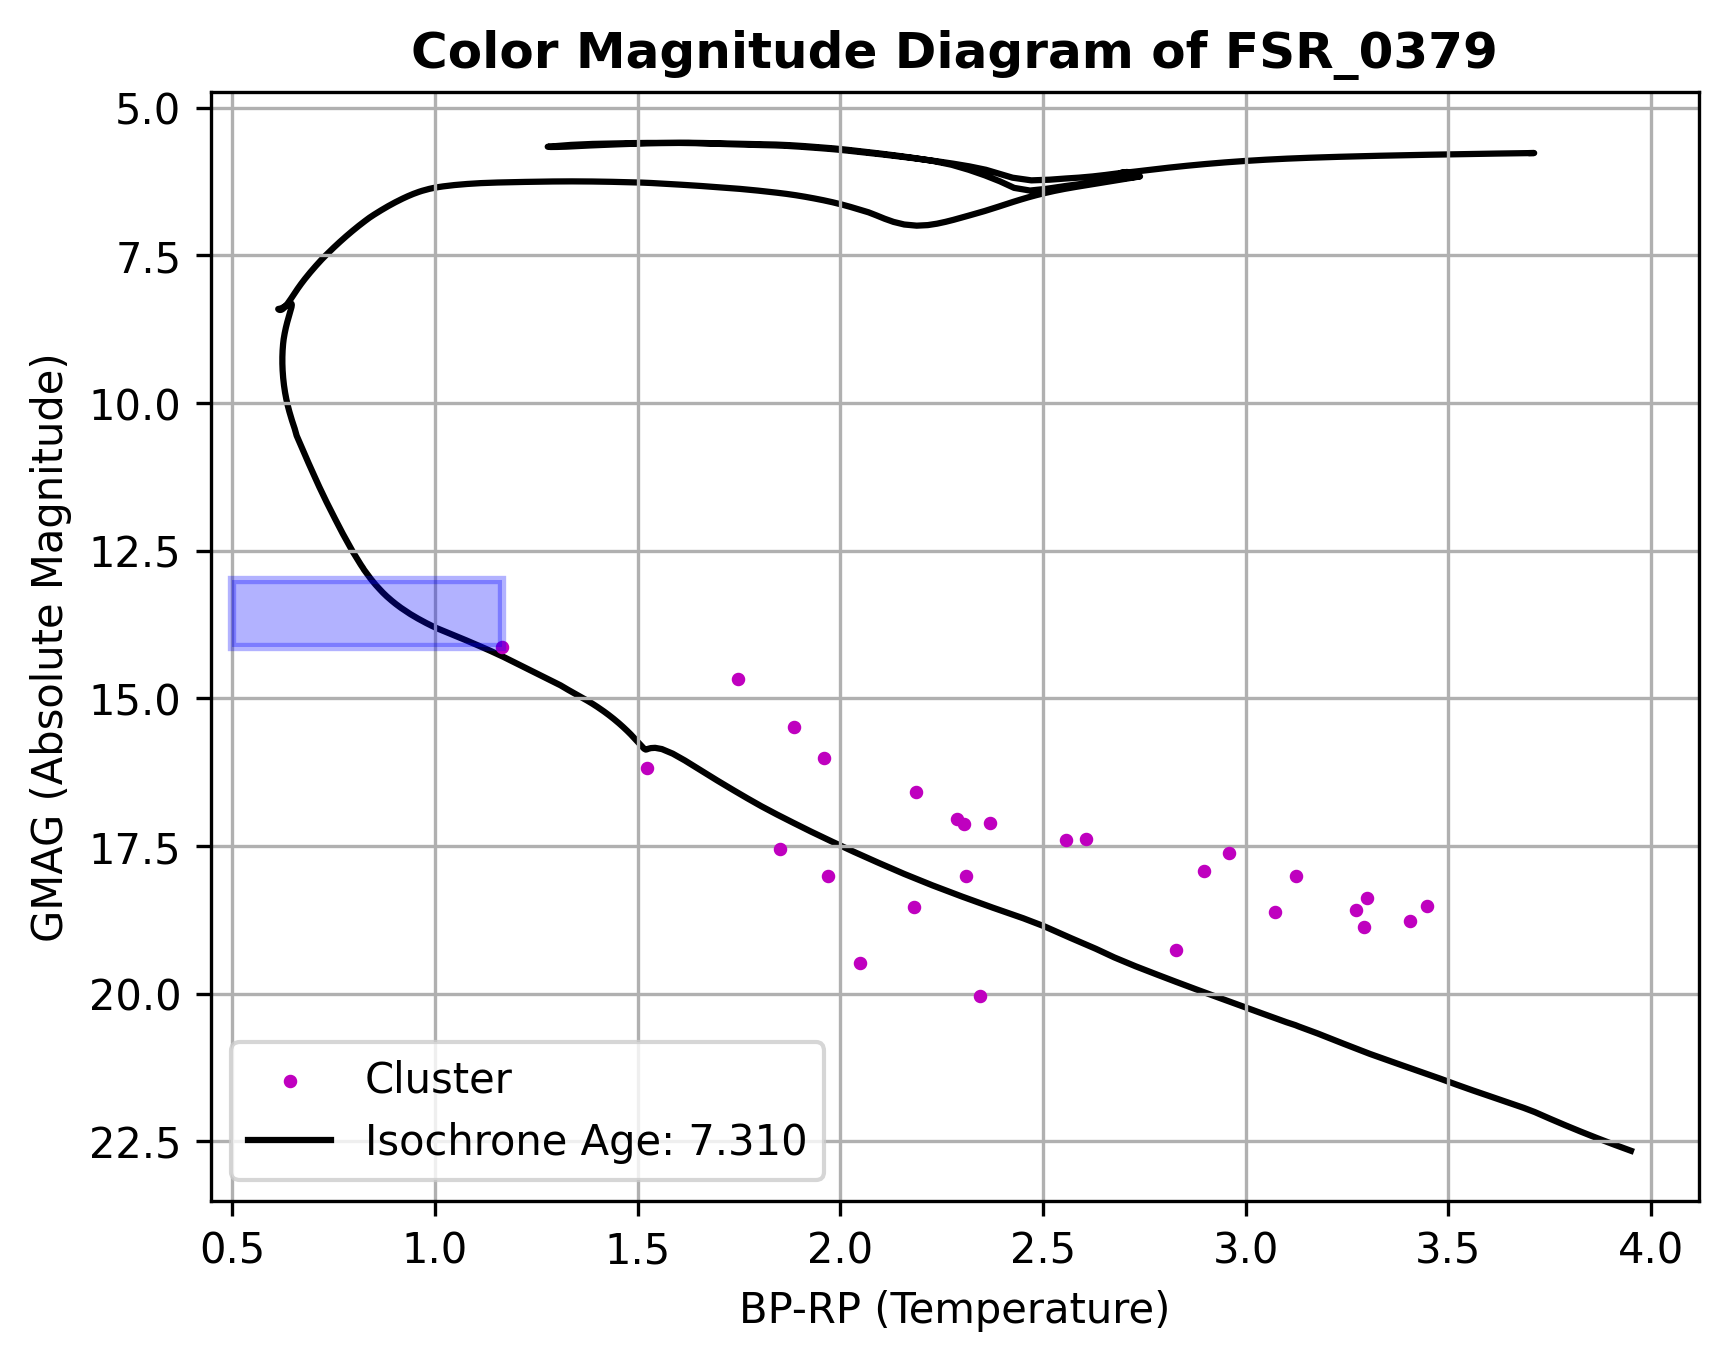 Color Magnitude Diagram of FSR_0379
GMAG (Absolute Magnitude)
5.0
7.5
10.0
12.5
15.0
17.5
20.0
22.5
Cluster
Isochrone Age: 7.310
0.5 1.0 1.5 2.0 2.5 3.0 3.5 4.0
BP-RP (Temperature)